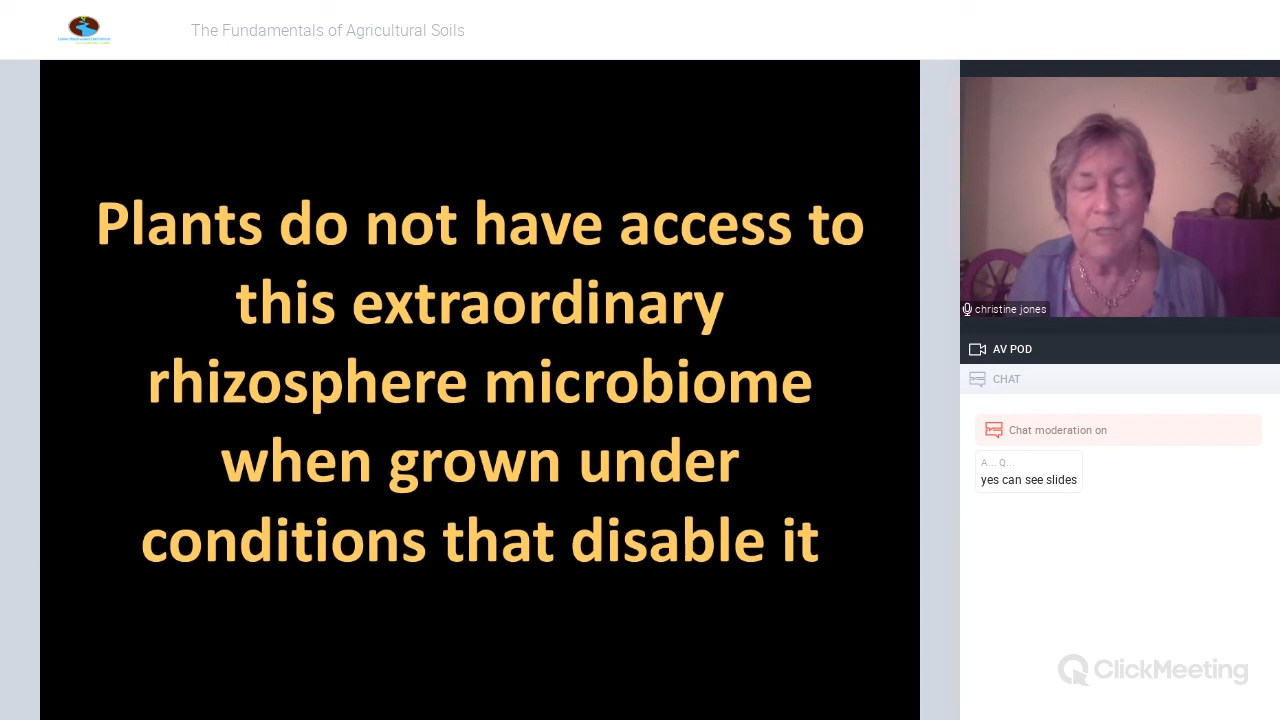 The Fundamentals of Agricultural Soils
Plants do not have access to
this extraordinary
rhizosphere microbiome
when grown under
conditions that disable it
christine jones
AV POD
CHAT
Chat moderation on
A... Q...
yes can see slides
ClickMeeting